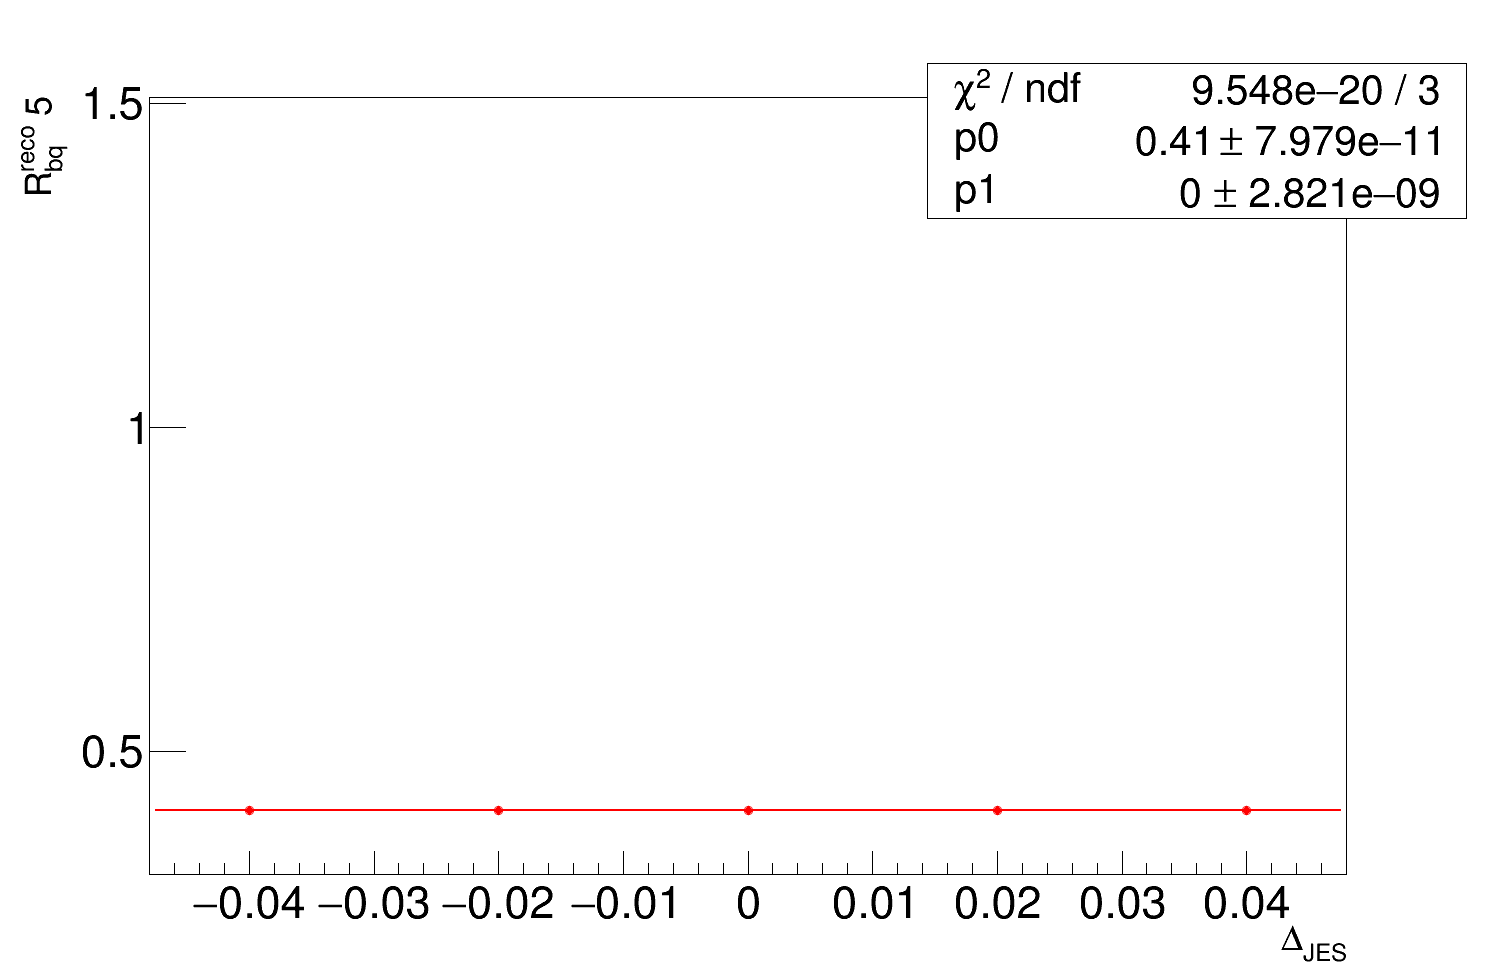 R^reco_bq 5
1.5
1
0.5
χ² / ndf 9.548e−20 / 3
p0 0.41 ± 7.979e−11
p1 0 ± 2.821e−09
−0.04 −0.03 −0.02 −0.01 0 0.01 0.02 0.03 0.04
Δ_JES